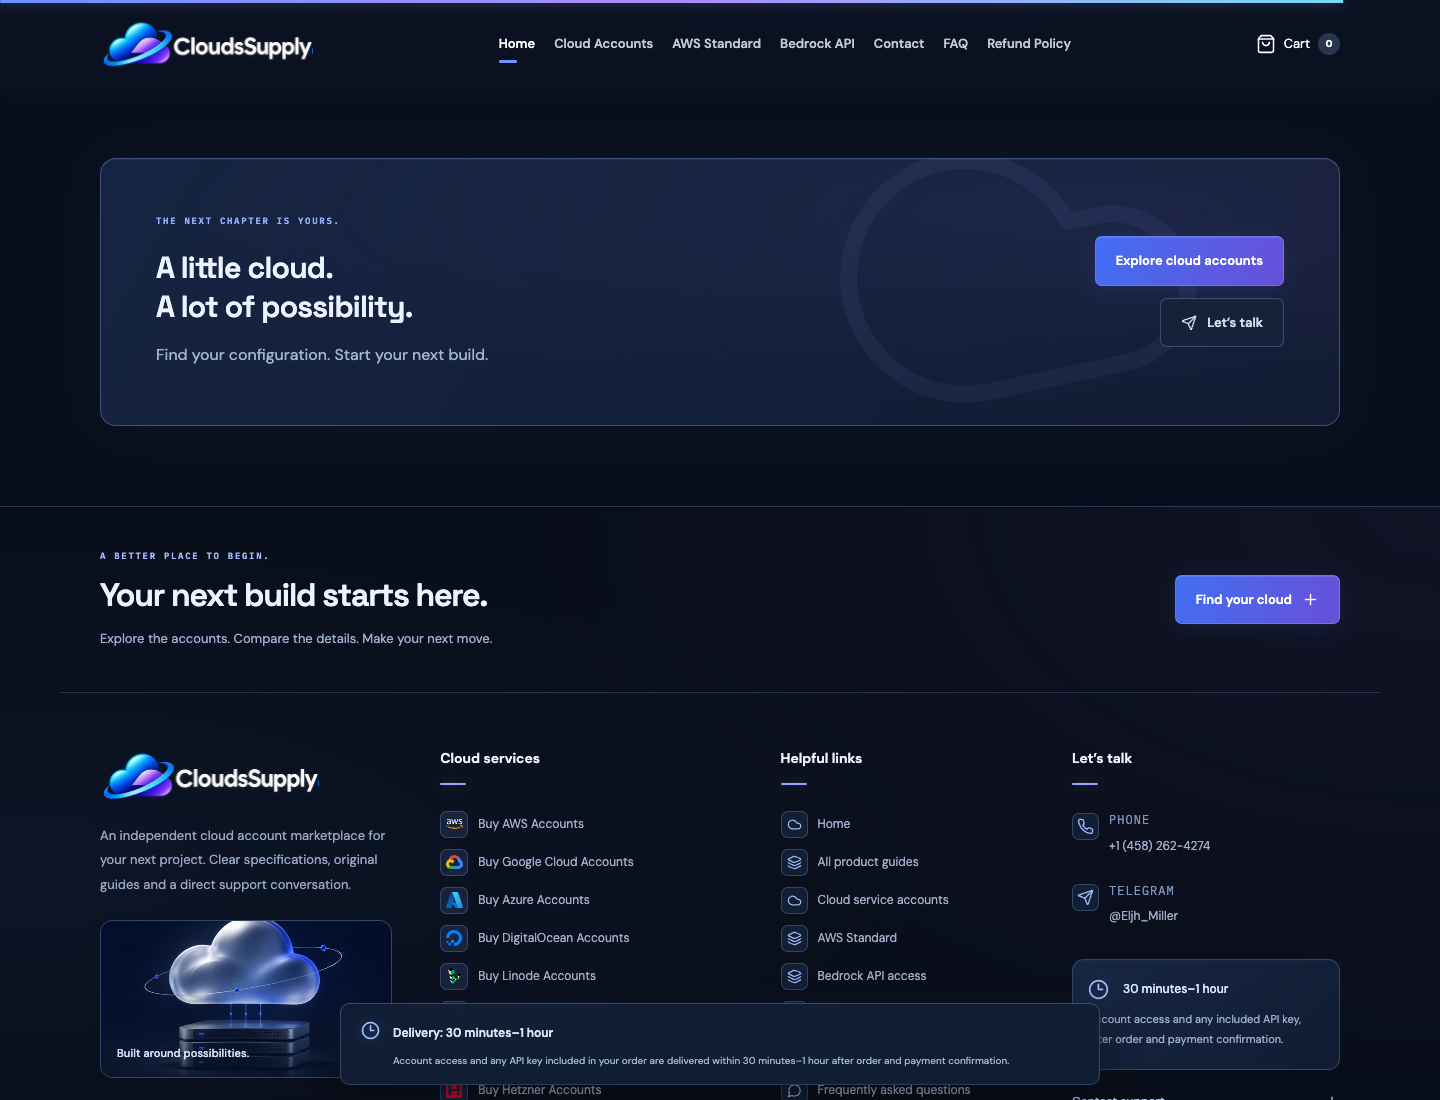 CloudsSupply
Home
Cloud Accounts
AWS Standard
Bedrock API
Contact
FAQ
Refund Policy
Cart
0
THE NEXT CHAPTER IS YOURS.
A little cloud.
A lot of possibility.
Find your configuration. Start your next build.
Explore cloud accounts
Let's talk
A BETTER PLACE TO BEGIN.
Your next build starts here.
Explore the accounts. Compare the details. Make your next move.
Find your cloud
CloudsSupply
An independent cloud account marketplace for
your next project. Clear specifications, original
guides and a direct support conversation.
Built around possibilities.
Cloud services
aws
Buy AWS Accounts
Buy Google Cloud Accounts
Buy Azure Accounts
Buy DigitalOcean Accounts
Buy Linode Accounts
Buy Hetzner Accounts
Helpful links
Home
All product guides
Cloud service accounts
AWS Standard
Bedrock API access
Frequently asked questions
Let's talk
PHONE
+1 (458) 262-4274
TELEGRAM
@Eljh_Miller
30 minutes–1 hour
access and any included API key,
order and payment confirmation.
Delivery: 30 minutes–1 hour
Account access and any API key included in your order are delivered within 30 minutes–1 hour after order and payment confirmation.